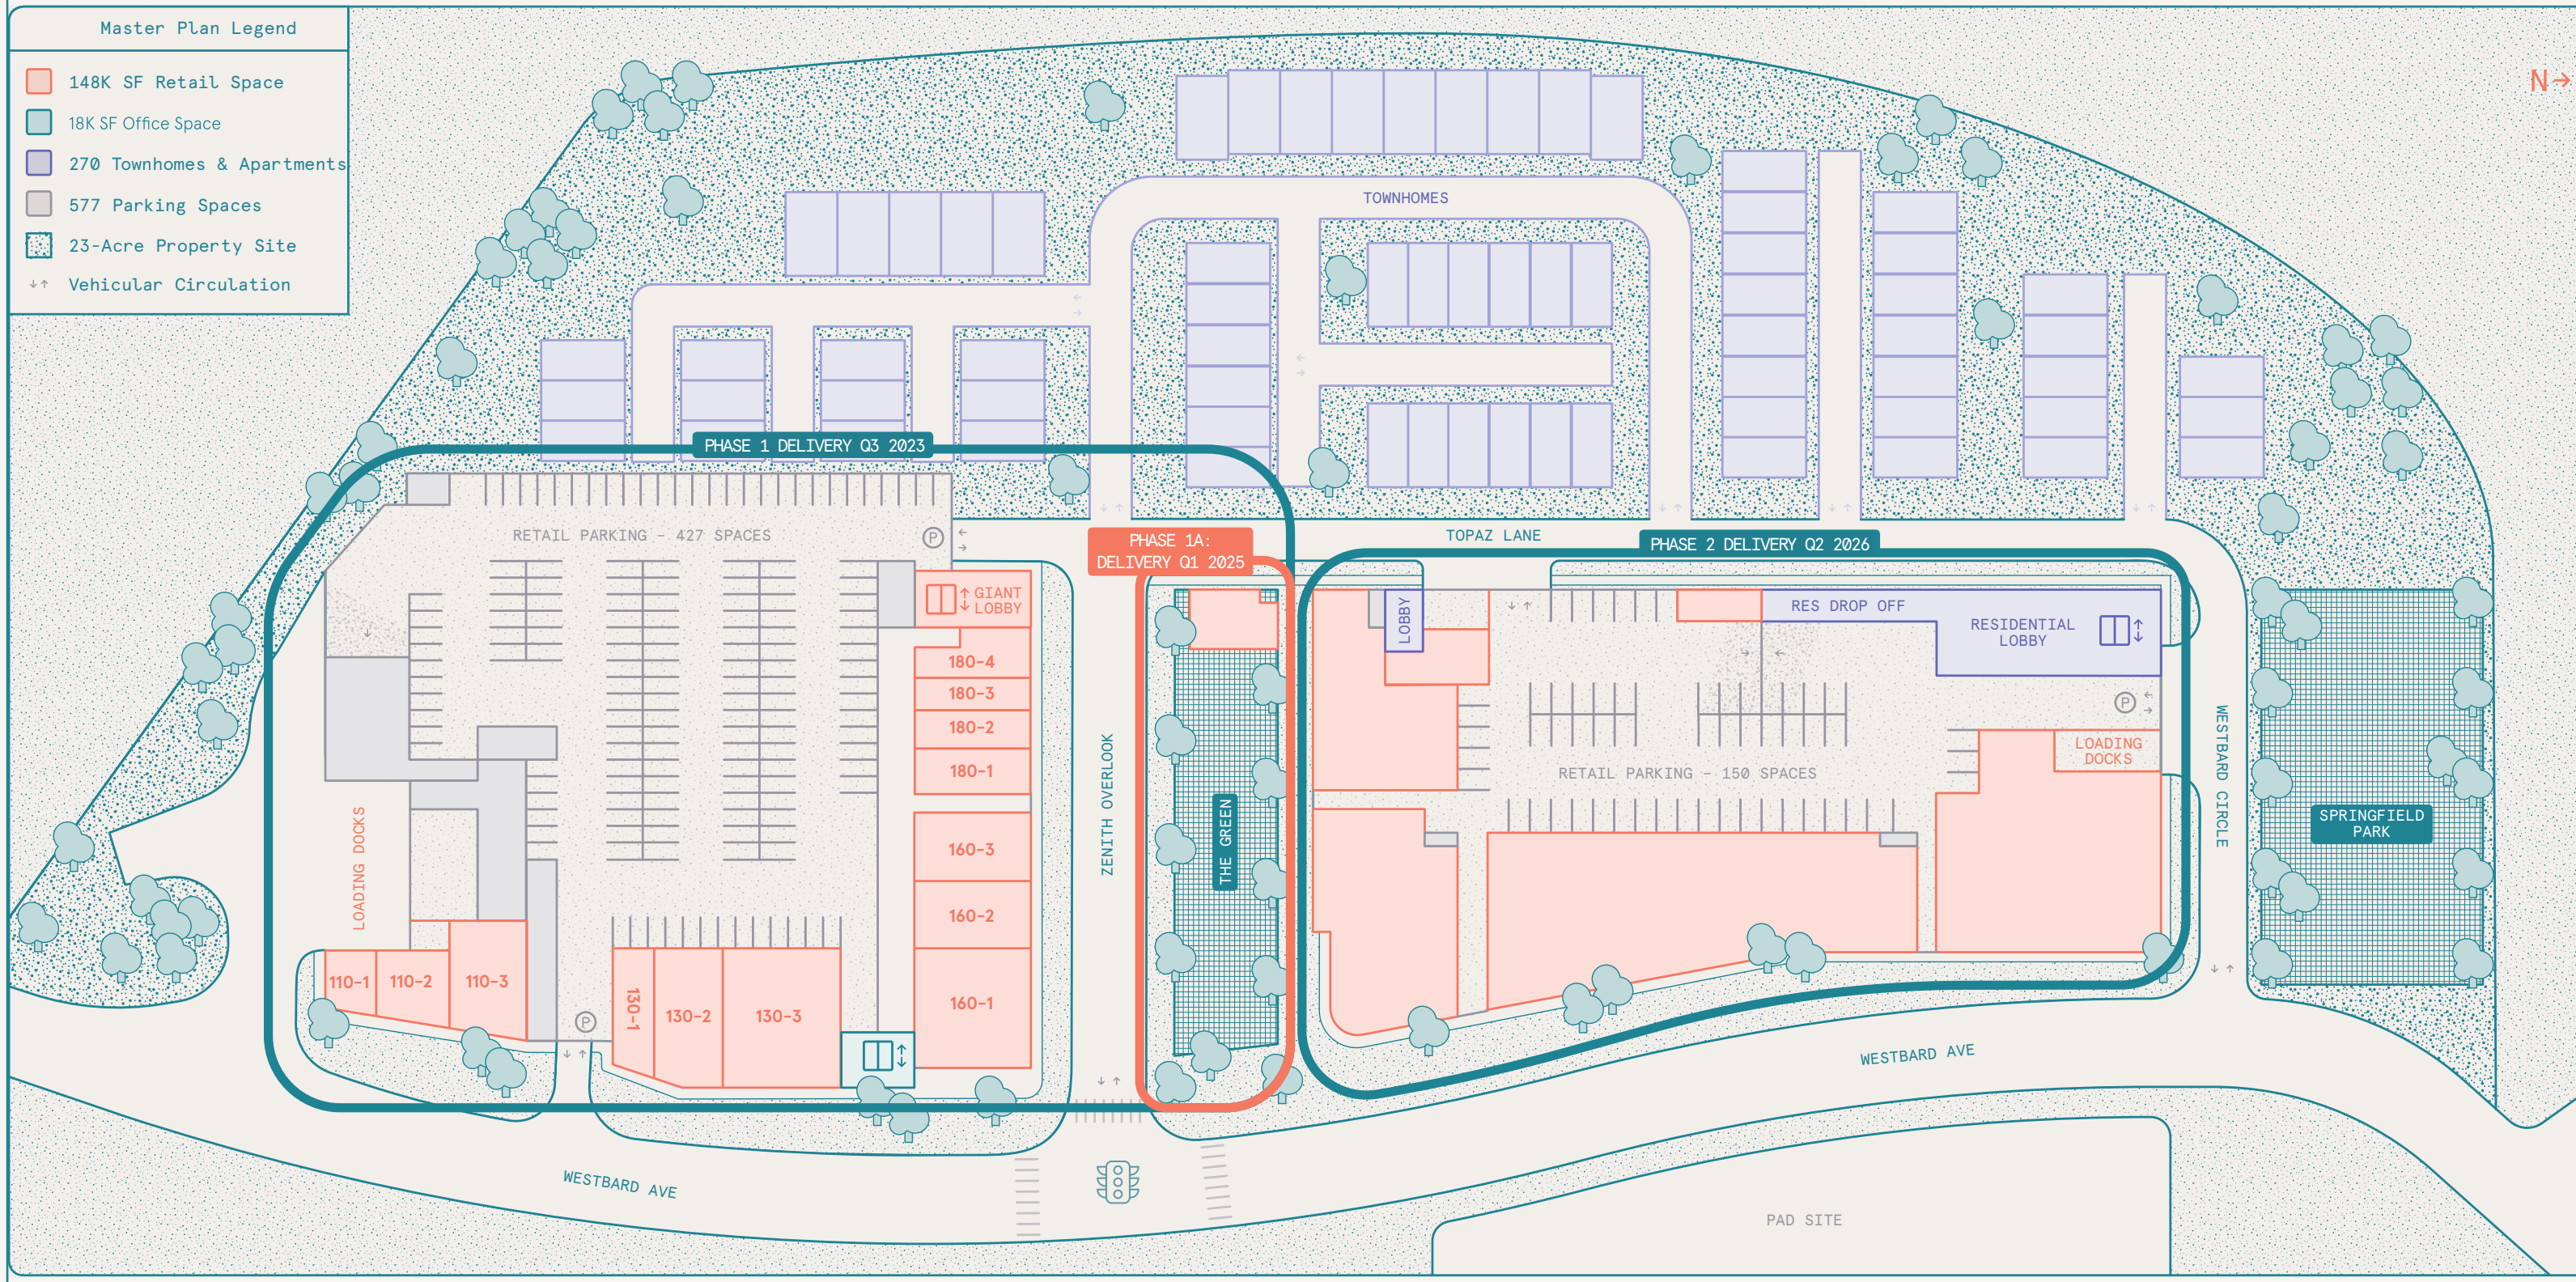 Master Plan Legend
148K SF Retail Space
18K SF Office Space
270 Townhomes & Apartments
577 Parking Spaces
23-Acre Property Site
Vehicular Circulation
N
TOWNHOMES
PHASE 1 DELIVERY Q3 2023
RETAIL PARKING - 427 SPACES
P
PHASE 1A:
DELIVERY Q1 2025
TOPAZ LANE
PHASE 2 DELIVERY Q2 2026
GIANT
LOBBY
180-4
180-3
180-2
180-1
160-3
160-2
160-1
LOADING DOCKS
110-1
110-2
110-3
P
130-1
130-2
130-3
ZENITH OVERLOOK
THE GREEN
LOBBY
RES DROP OFF
RESIDENTIAL
LOBBY
P
RETAIL PARKING - 150 SPACES
LOADING
DOCKS
WESTBARD CIRCLE
SPRINGFIELD
PARK
WESTBARD AVE
WESTBARD AVE
PAD SITE